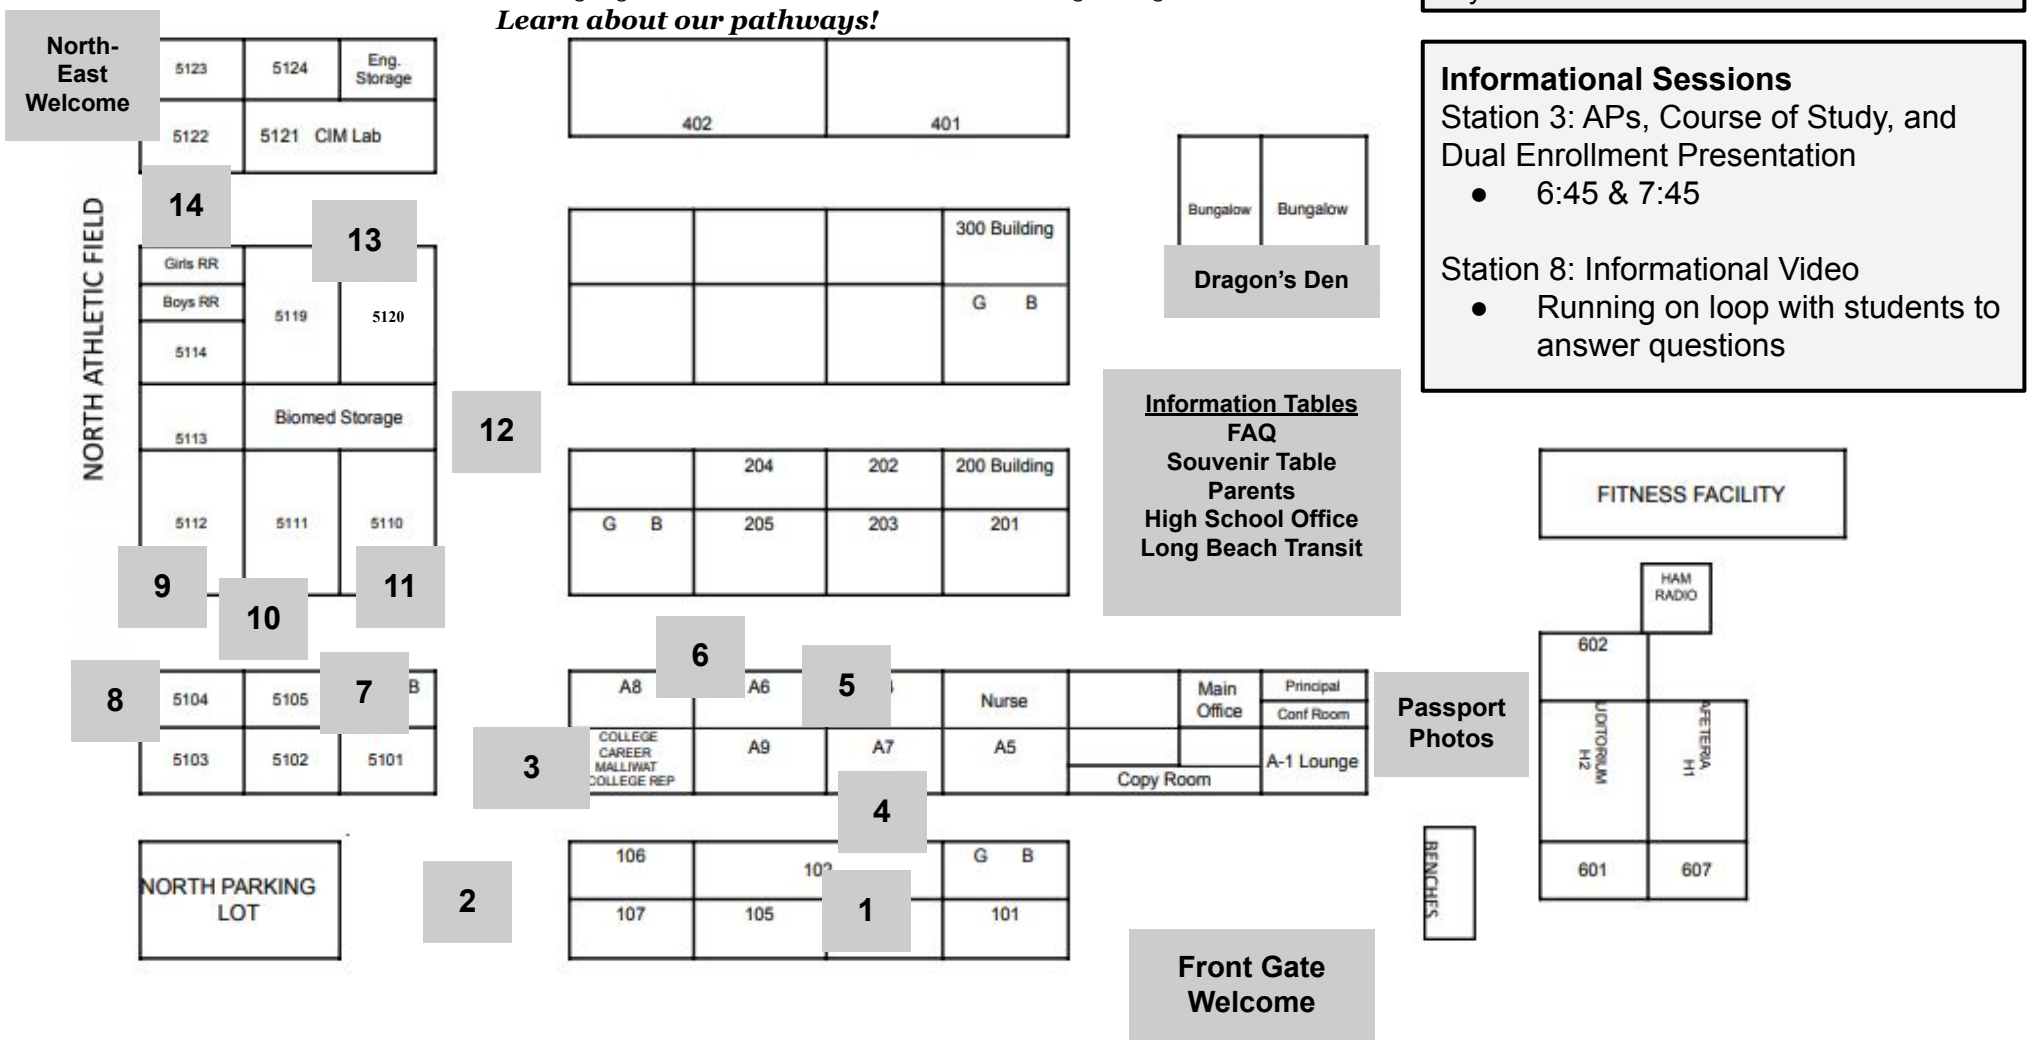 Learn about our pathways!
North-
East
Welcome
5123
5124
Eng.
Storage
5122
5121 CIM Lab
402
401
Informational Sessions
Station 3: APs, Course of Study, and
Dual Enrollment Presentation
● 6:45 & 7:45
Station 8: Informational Video
● Running on loop with students to
answer questions
Bungalow
Bungalow
Dragon's Den
NORTH ATHLETIC FIELD
14
13
Girls RR
Boys RR
5119
5120
5114
300 Building
G B
Biomed Storage
5113
12
Information Tables
FAQ
Souvenir Table
Parents
High School Office
Long Beach Transit
204
202
200 Building
G B
205
203
201
5112
5111
5110
9
10
11
FITNESS FACILITY
HAM
RADIO
602
UDITORIUM
H2
AFETERIA
H1
601
607
8
5104
5105
7
B
5103
5102
5101
6
5
A8
A6
Nurse
Main
Office
Principal
Conf Room
Passport
Photos
3
COLLEGE
CAREER
MALLIWAT
COLLEGE REP
A9
A7
A5
A-1 Lounge
Copy Room
4
NORTH PARKING
LOT
2
106
G B
107
105
1
101
BENCHES
Front Gate
Welcome